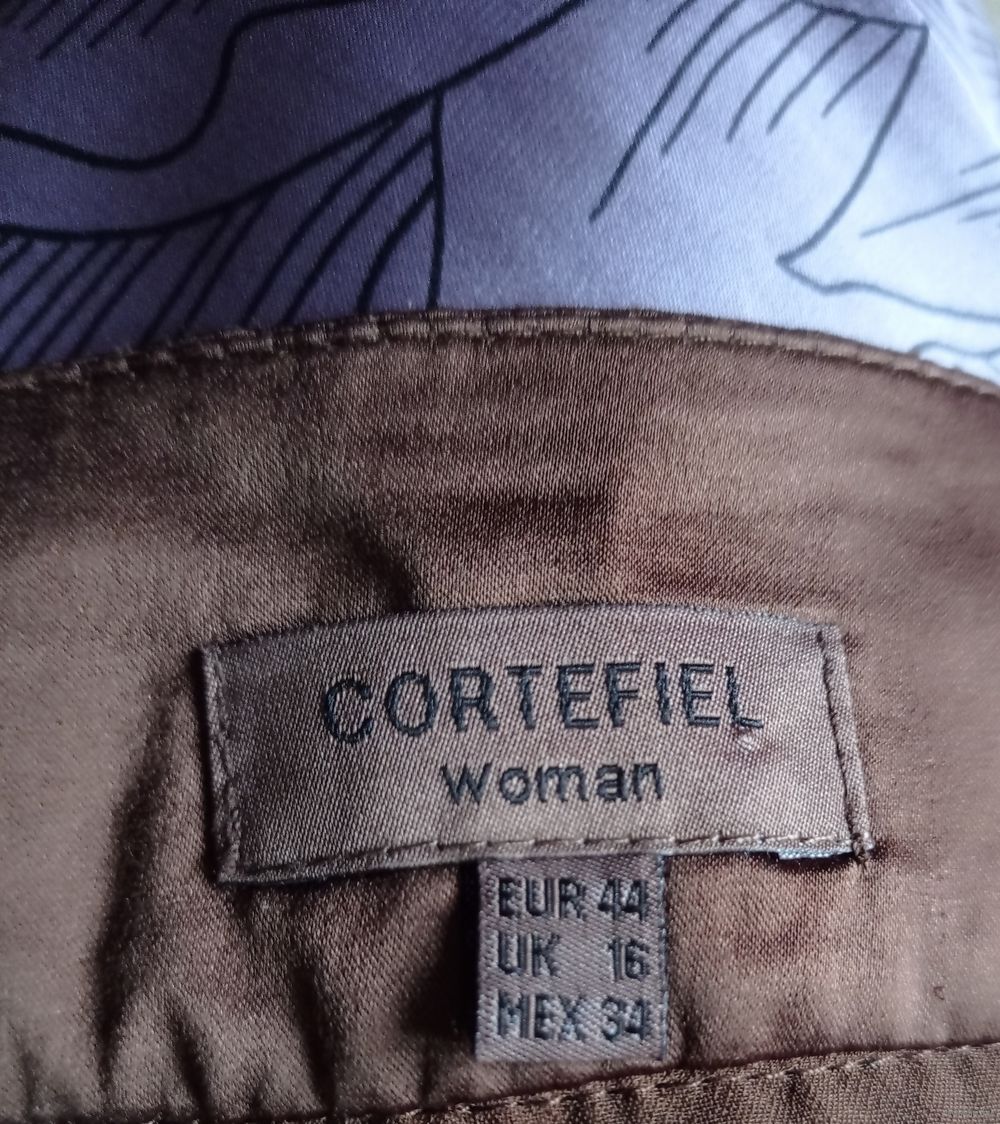 CORTEFIEL
Woman
EUR 44
UK 16
MEX 34